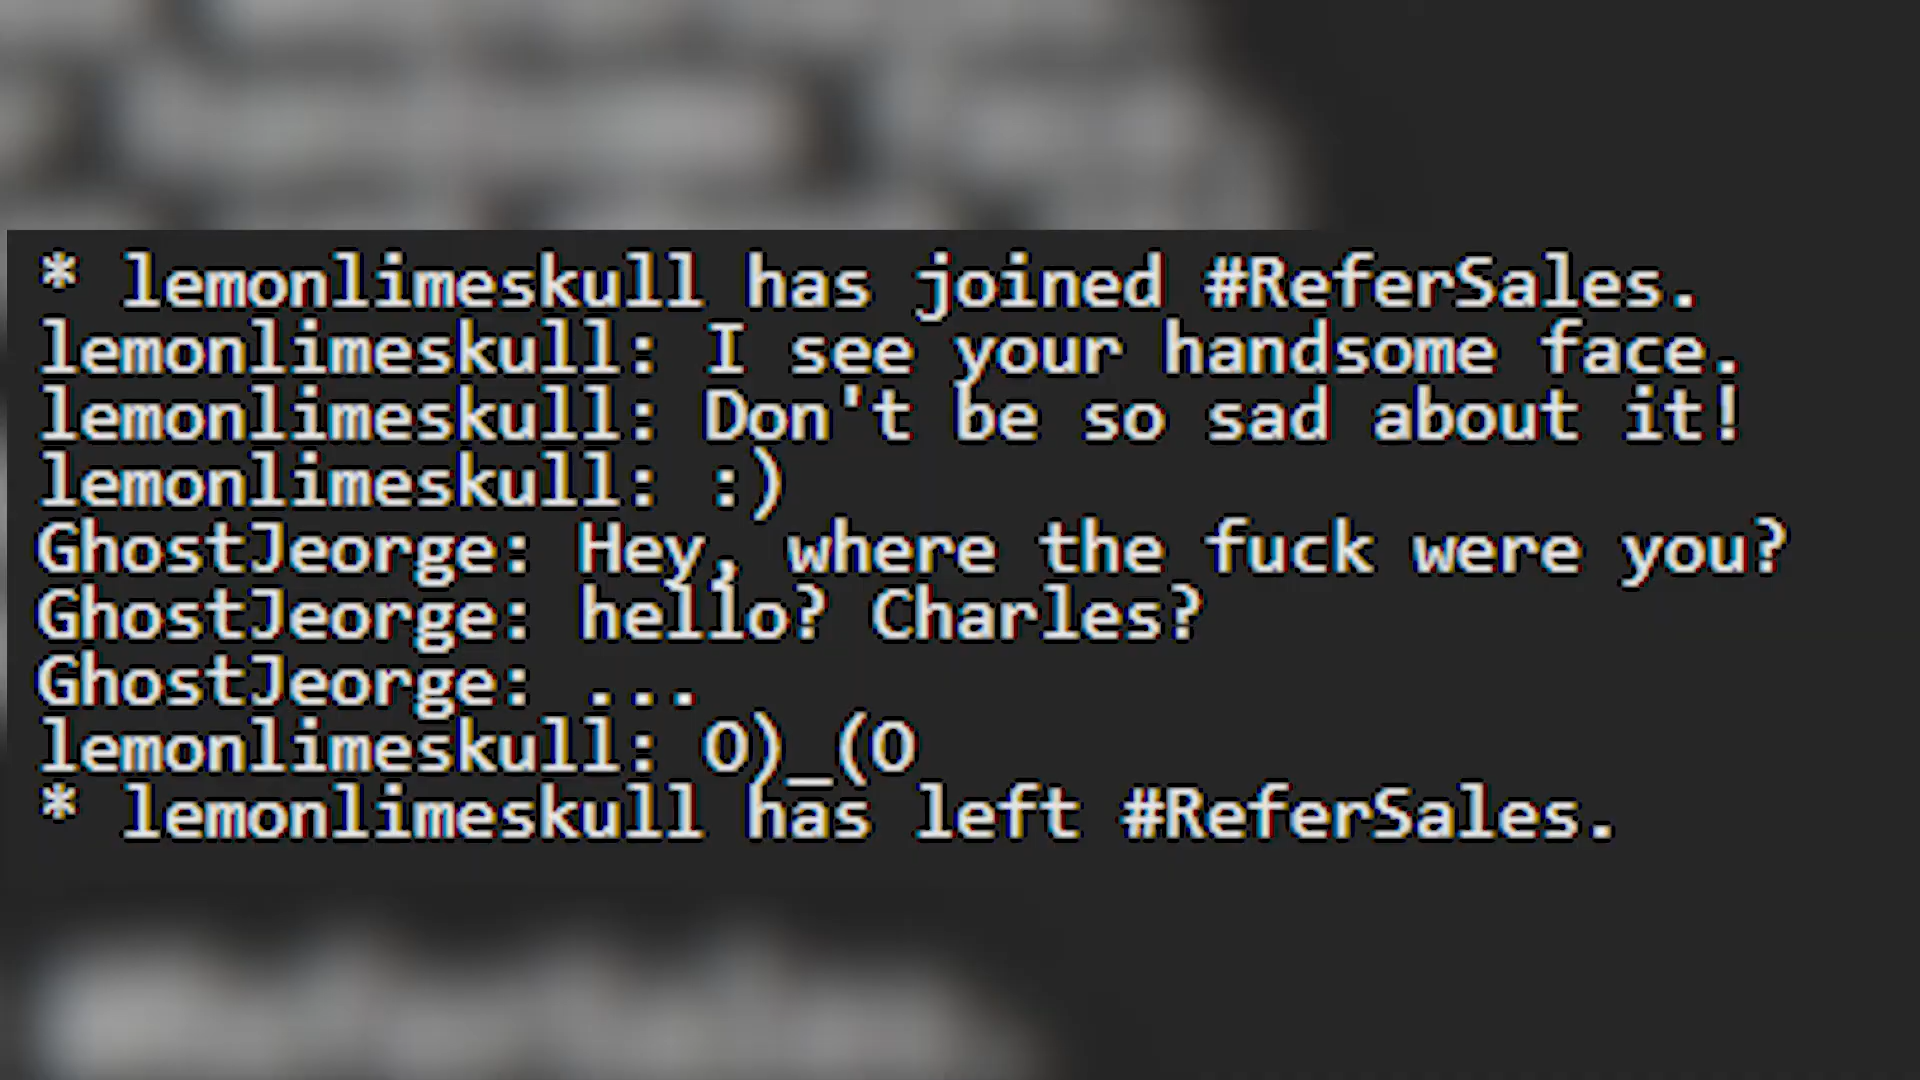 * lemonlimeskull has joined #ReferSales.
lemonlimeskull: I see your handsome face.
lemonlimeskull: Don't be so sad about it!
lemonlimeskull: :)
GhostJeorge: Hey, where the fuck were you?
GhostJeorge: hello? Charles?
GhostJeorge: ...
lemonlimeskull: O)_(O
* lemonlimeskull has left #ReferSales.